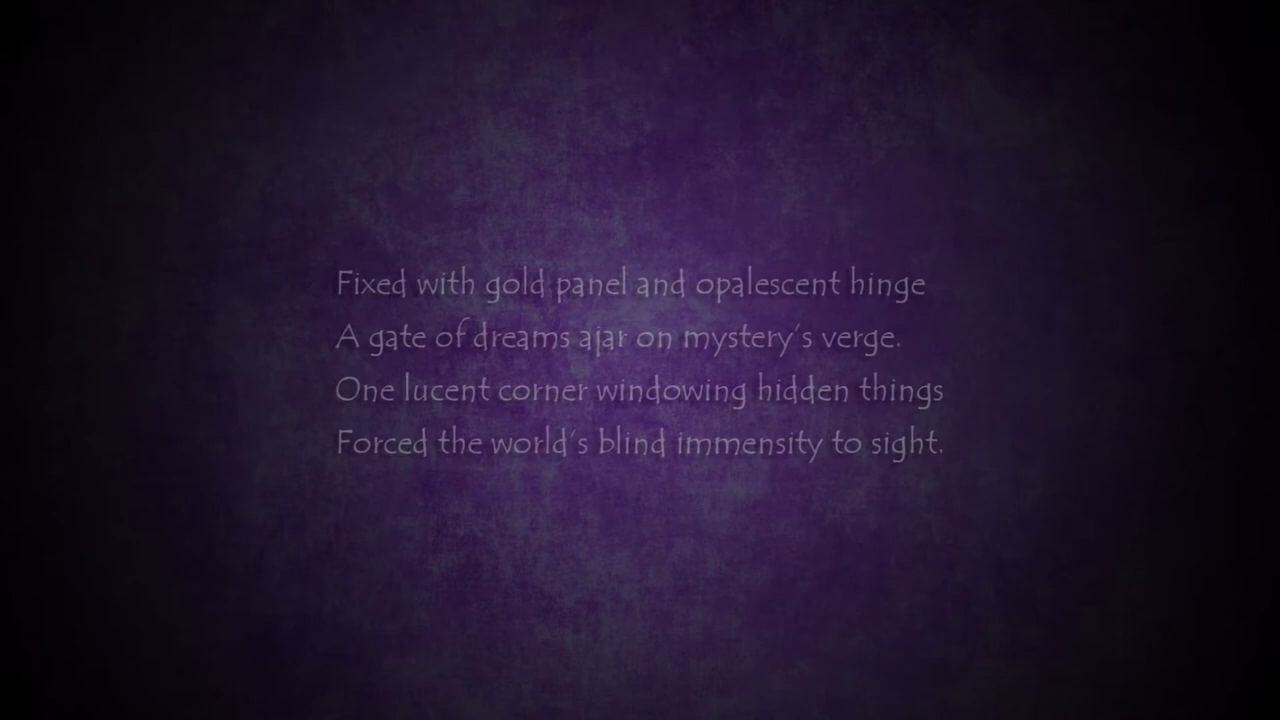 Fixed with gold panel and opalescent hinge
A gate of dreams ajar on mystery’s verge.
One lucent corner windowing hidden things
Forced the world’s blind immensity to sight.